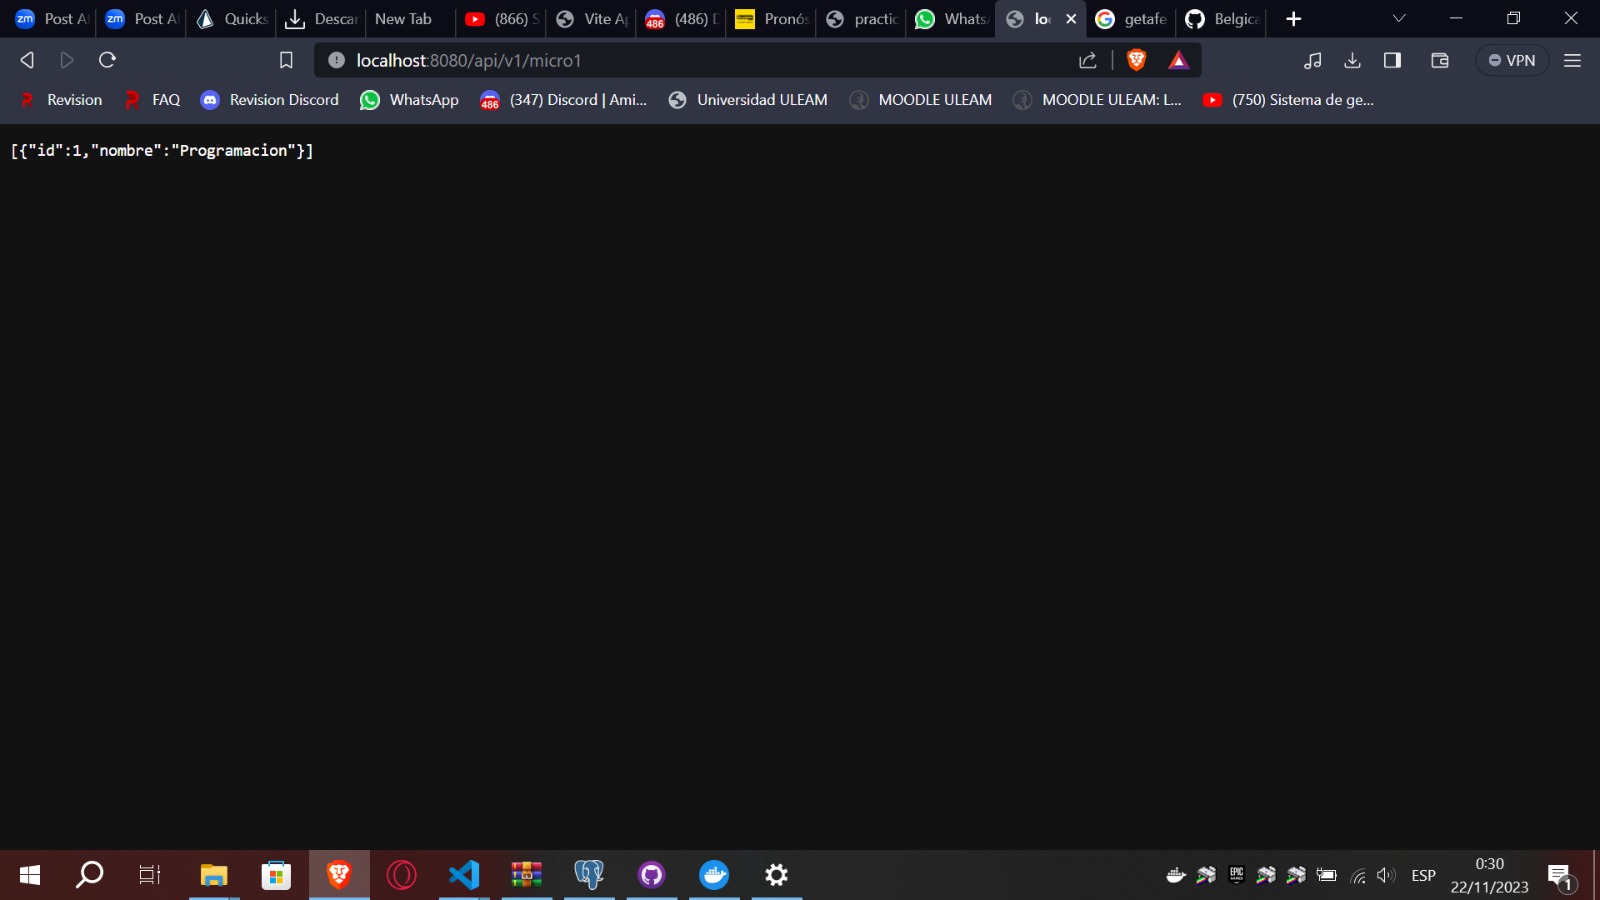 Post A
Post A
Quicks
Descar
New Tab
(866) S
Vite Ap
(486) D
Pronós
practic
Whats
loc
getafe
Belgica
localhost:8080/api/v1/micro1
VPN
Revision
FAQ
Revision Discord
WhatsApp
(347) Discord | Ami...
Universidad ULEAM
MOODLE ULEAM
MOODLE ULEAM: L...
(750) Sistema de ge...
[{"id":1,"nombre":"Programacion"}]
ESP
0:30
22/11/2023
1